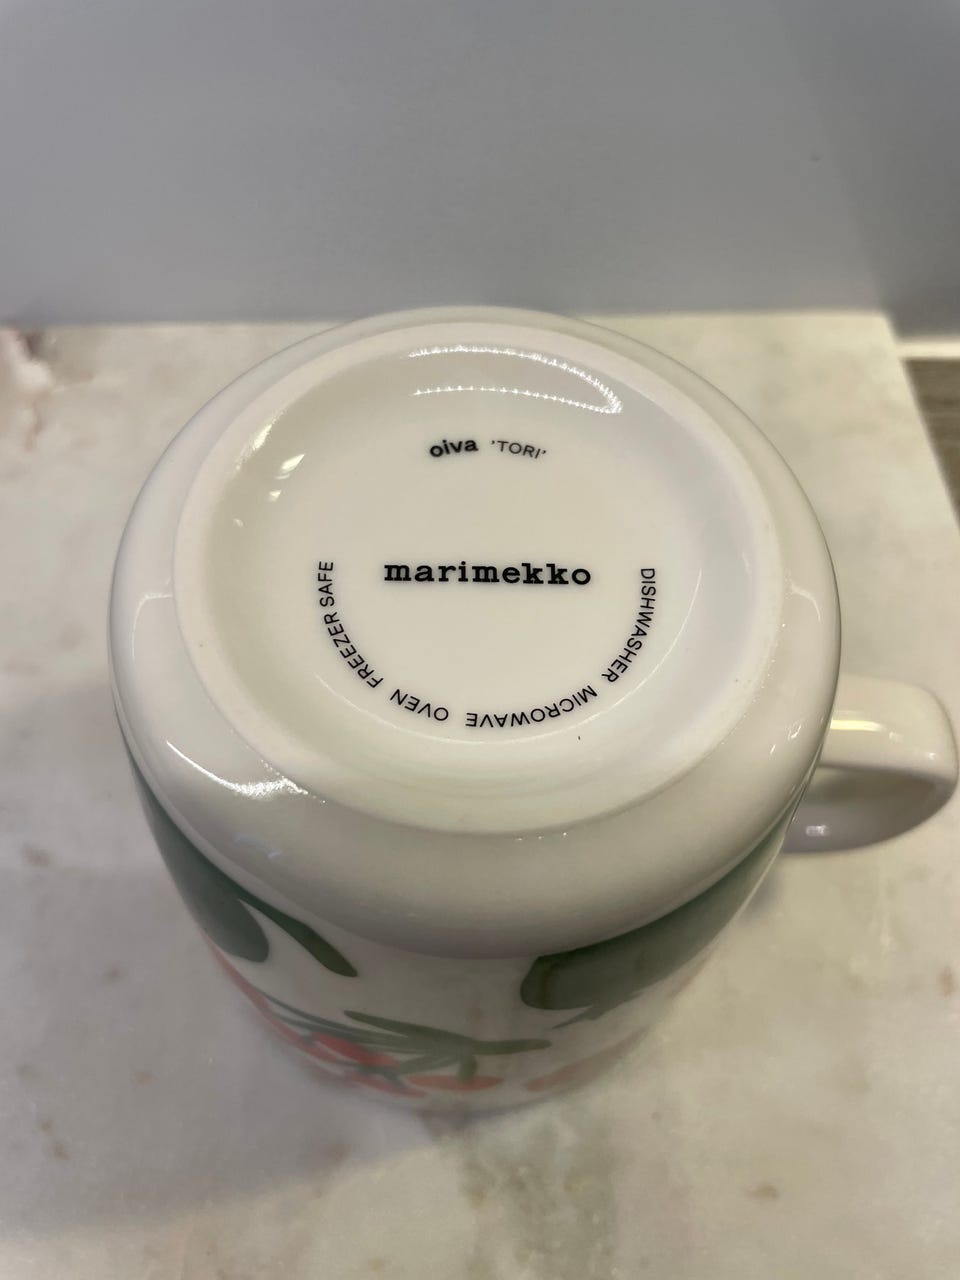 oiva 'TORI'
marimekko
DISHWASHER MICROWAVE OVEN FREEZER SAFE